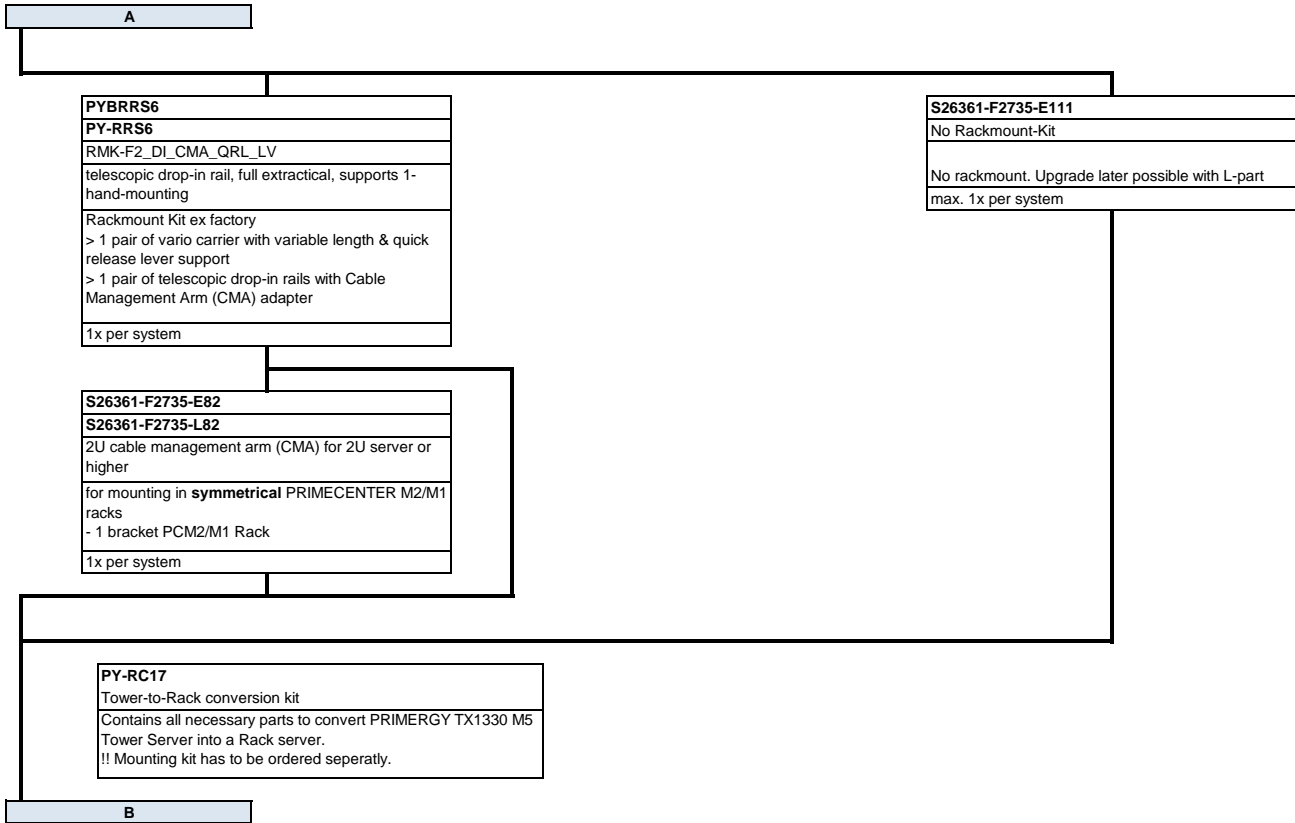 A
PYBRRS6
PY-RRS6
RMK-F2_DI_CMA_QRL_LV
telescopic drop-in rail, full extractical, supports 1-
hand-mounting
Rackmount Kit ex factory
> 1 pair of vario carrier with variable length & quick
release lever support
> 1 pair of telescopic drop-in rails with Cable
Management Arm (CMA) adapter
1x per system
S26361-F2735-E111
No Rackmount-Kit
No rackmount. Upgrade later possible with L-part
max. 1x per system
S26361-F2735-E82
S26361-F2735-L82
2U cable management arm (CMA) for 2U server or
higher
for mounting in symmetrical PRIMECENTER M2/M1
racks
- 1 bracket PCM2/M1 Rack
1x per system
PY-RC17
Tower-to-Rack conversion kit
Contains all necessary parts to convert PRIMERGY TX1330 M5
Tower Server into a Rack server.
!! Mounting kit has to be ordered seperatly.
B